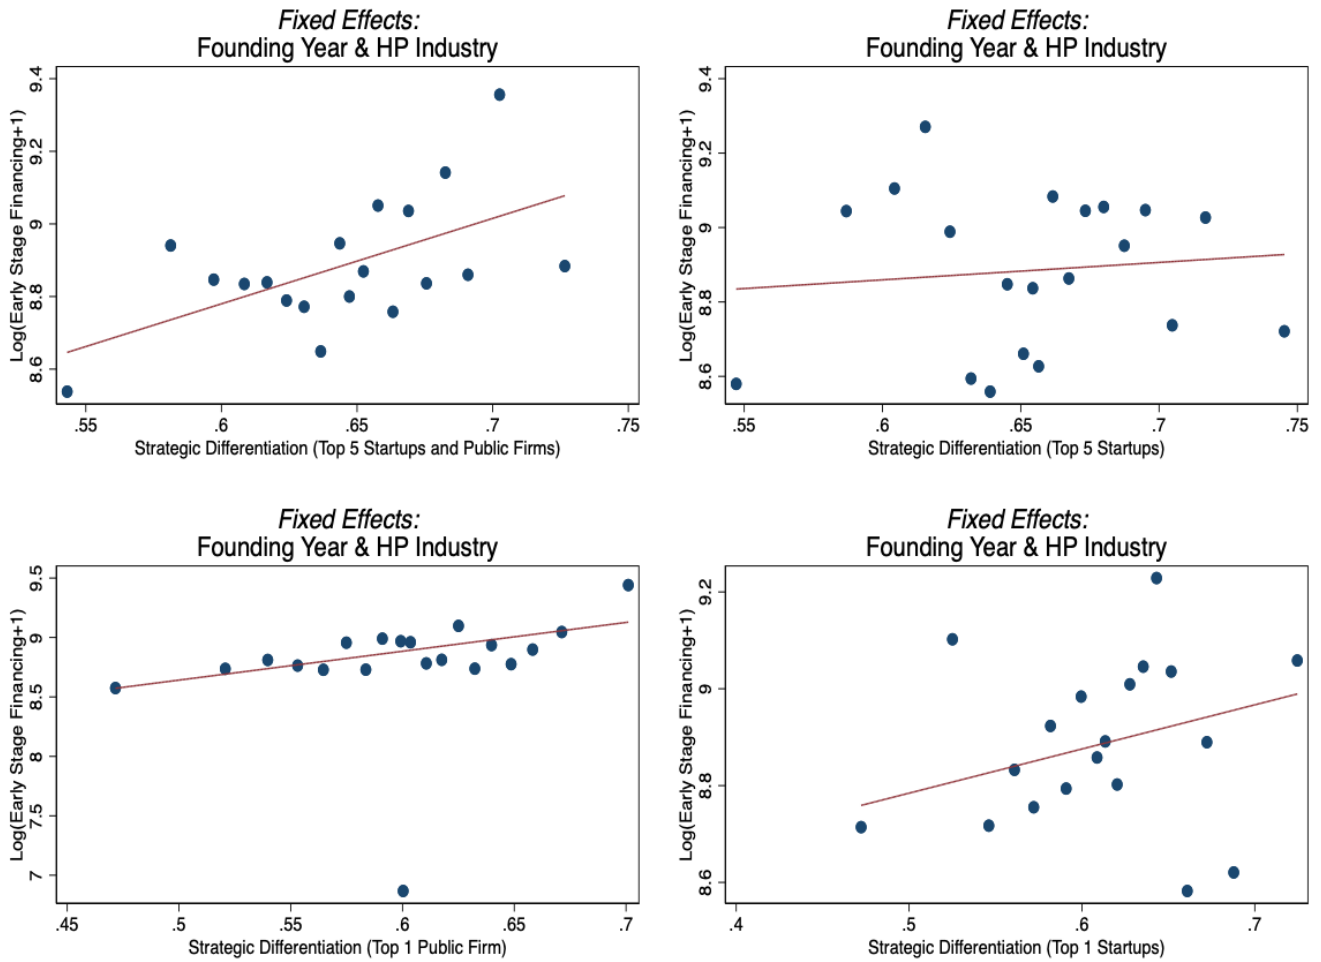 Fixed Effects:
Founding Year & HP Industry
Log(Early Stage Financing+1)
9.4
9.2
9
8.8
8.6
.55 .6 .65 .7 .75
Strategic Differentiation (Top 5 Startups and Public Firms)
Fixed Effects:
Founding Year & HP Industry
Log(Early Stage Financing+1)
9.4
9.2
9
8.8
8.6
.55 .6 .65 .7 .75
Strategic Differentiation (Top 5 Startups)
Fixed Effects:
Founding Year & HP Industry
Log(Early Stage Financing+1)
9.5
9
8.5
8
7.5
7
.45 .5 .55 .6 .65 .7
Strategic Differentiation (Top 1 Public Firm)
Fixed Effects:
Founding Year & HP Industry
Log(Early Stage Financing+1)
9.2
9
8.8
8.6
.4 .5 .6 .7
Strategic Differentiation (Top 1 Startups)